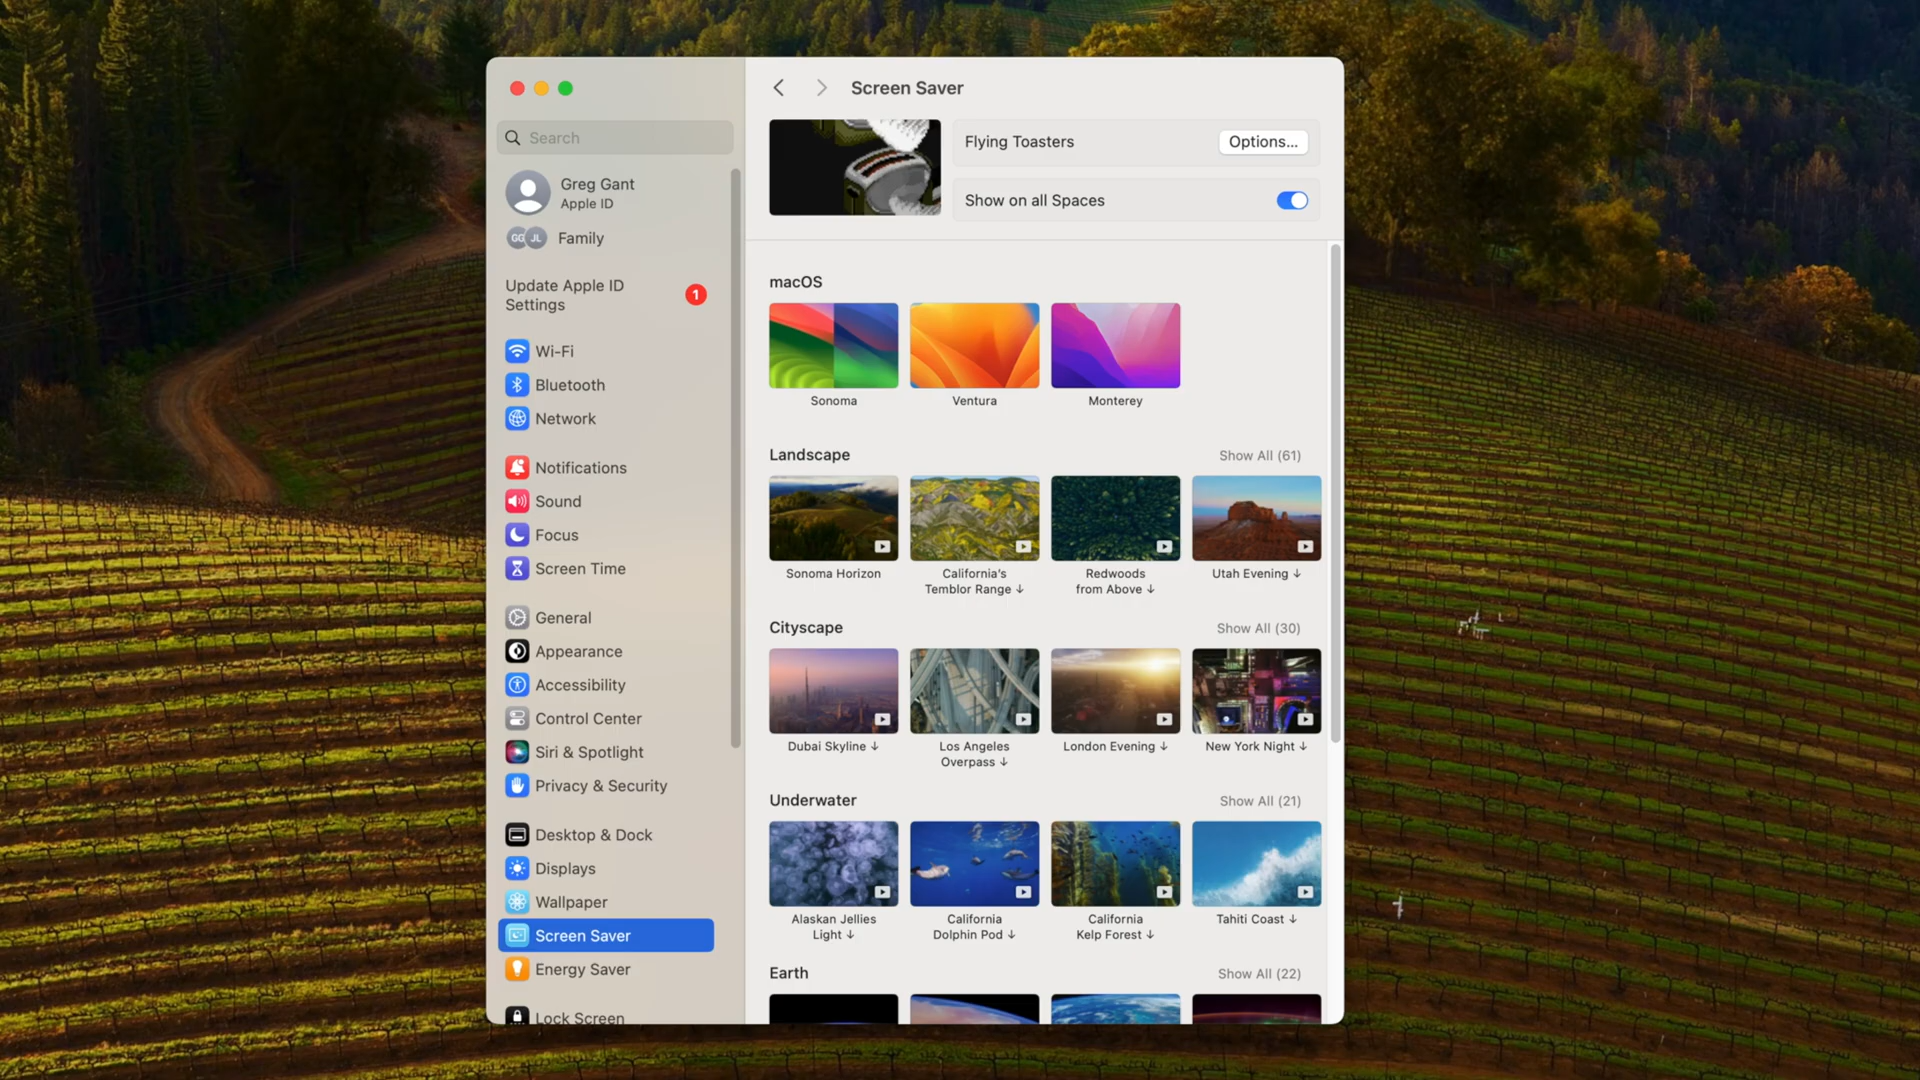 Screen Saver
Search
Flying Toasters
Options...
Greg Gant
Apple ID
Show on all Spaces
GG JL Family
Update Apple ID
Settings
1
Wi-Fi
Bluetooth
Network
Notifications
Sound
Focus
Screen Time
General
Appearance
Accessibility
Control Center
Siri & Spotlight
Privacy & Security
Desktop & Dock
Displays
Wallpaper
Screen Saver
Energy Saver
Lock Screen
macOS
Sonoma
Ventura
Monterey
Landscape
Show All (61)
Sonoma Horizon
California's
Temblor Range ↓
Redwoods
from Above ↓
Utah Evening ↓
Cityscape
Show All (30)
Dubai Skyline ↓
Los Angeles
Overpass ↓
London Evening ↓
New York Night ↓
Underwater
Show All (21)
Alaskan Jellies
Light ↓
California
Dolphin Pod ↓
California
Kelp Forest ↓
Tahiti Coast ↓
Earth
Show All (22)